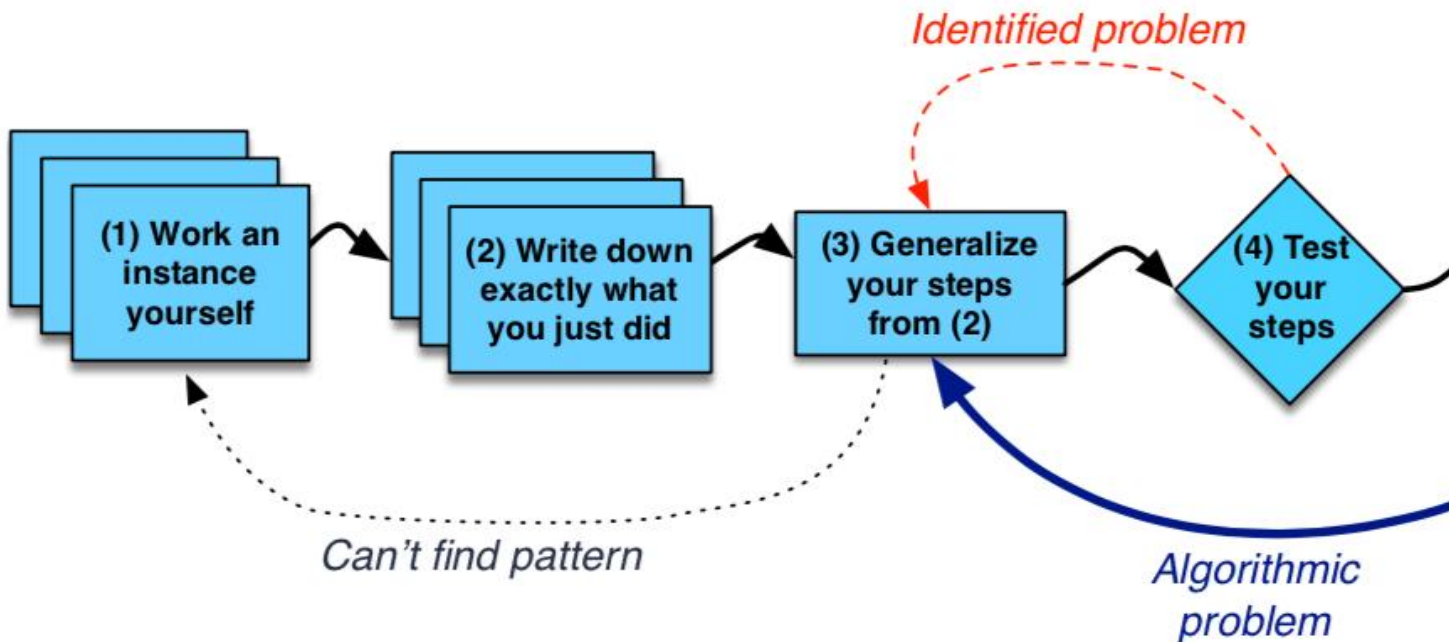 Identified problem
(1) Work an
instance
yourself
(2) Write down
exactly what
you just did
(3) Generalize
your steps
from (2)
(4) Test
your
steps
Can't find pattern
Algorithmic
problem